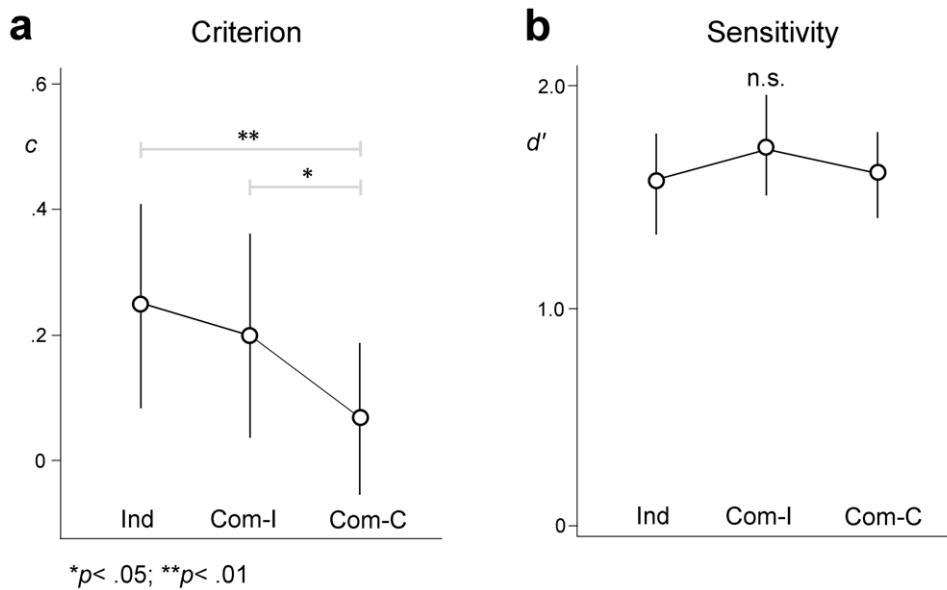 a Criterion
.6
c
**
*
.4
.2
0
Ind Com-I Com-C
*p< .05; **p< .01
b Sensitivity
2.0
n.s.
d'
1.0
0
Ind Com-I Com-C